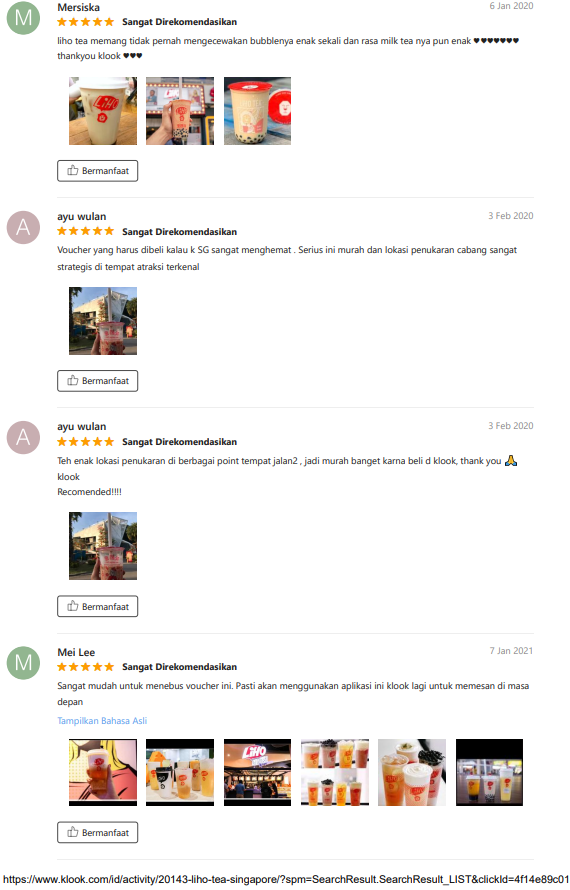 M
Mersiska
6 Jan 2020
Sangat Direkomendasikan
liho tea memang tidak pernah mengecewakan bubblenya enak sekali dan rasa milk tea nya pun enak ♥♥♥♥♥♥♥
thankyou klook ♥♥♥
LiHO
Bermanfaat
A
ayu wulan
3 Feb 2020
Sangat Direkomendasikan
Voucher yang harus dibeli kalau k SG sangat menghemat . Serius ini murah dan lokasi penukaran cabang sangat
strategis di tempat atraksi terkenal
Bermanfaat
A
ayu wulan
3 Feb 2020
Sangat Direkomendasikan
Teh enak lokasi penukaran di berbagai point tempat jalan2 , jadi murah banget karna beli d klook, thank you 🙏
klook
Recomended!!!!
Bermanfaat
M
Mei Lee
7 Jan 2021
Sangat Direkomendasikan
Sangat mudah untuk menebus voucher ini. Pasti akan menggunakan aplikasi ini klook lagi untuk memesan di masa
depan
Tampilkan Bahasa Asli
LiHO
Bermanfaat
https://www.klook.com/id/activity/20143-liho-tea-singapore/?spm=SearchResult.SearchResult_LIST&clickId=4f14e89c01